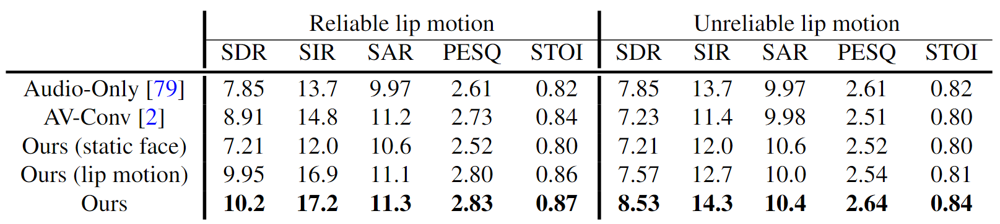 Reliable lip motion Unreliable lip motion
SDR SIR SAR PESQ STOI SDR SIR SAR PESQ STOI
Audio-Only [79] 7.85 13.7 9.97 2.61 0.82 7.85 13.7 9.97 2.61 0.82
AV-Conv [2] 8.91 14.8 11.2 2.73 0.84 7.23 11.4 9.98 2.51 0.80
Ours (static face) 7.21 12.0 10.6 2.52 0.80 7.21 12.0 10.6 2.52 0.80
Ours (lip motion) 9.95 16.9 11.1 2.80 0.86 7.57 12.7 10.0 2.54 0.81
Ours 10.2 17.2 11.3 2.83 0.87 8.53 14.3 10.4 2.64 0.84